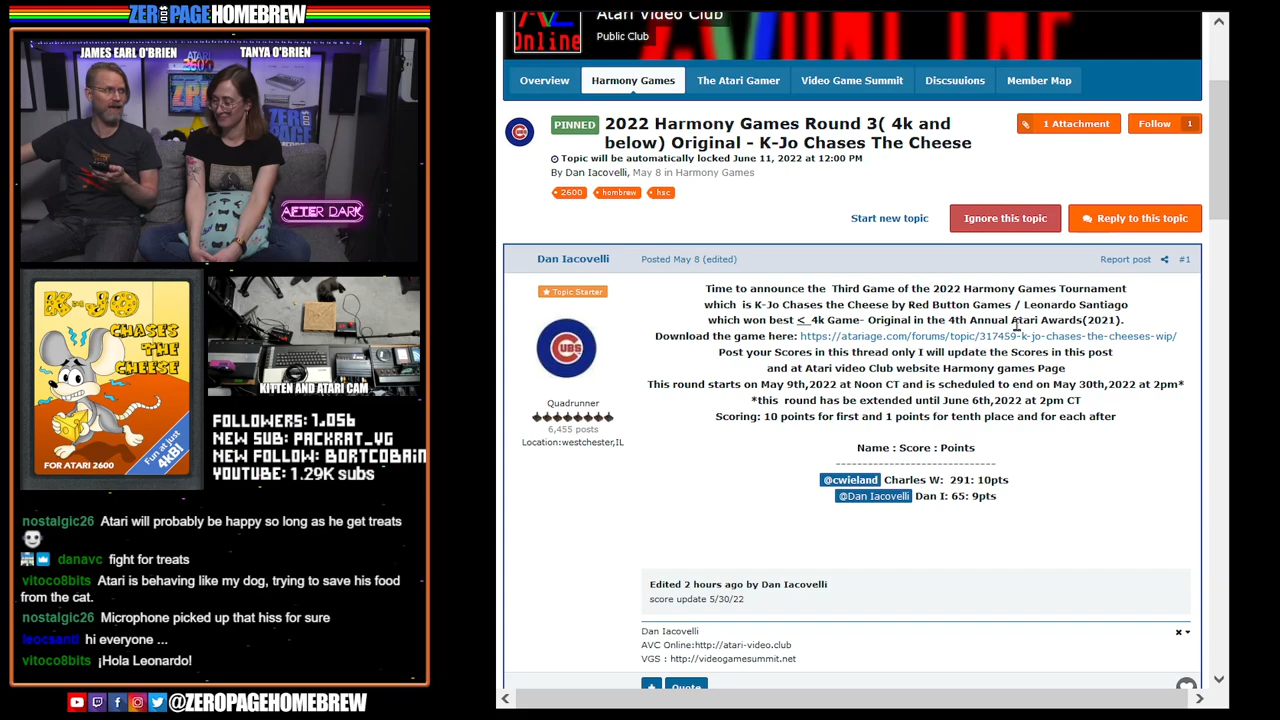 ZEROPAGEHOMEBREW
JAMES EARL O'BRIEN
TANYA O'BRIEN
ATARI
2600
ZPH
AFTER DARK
K-JO
CHASES
THE
CHEESE
FOR ATARI 2600
Fun at just
4kB!
KITTEN AND ATARI CAM
FOLLOWERS: 1,056
NEW SUB: PACKRAT_VG
NEW FOLLOW: BORTCOBAIN
YOUTUBE: 1.29K SUBS
nostalgic26 Atari will probably be happy so long as he get treats
danavc fight for treats
vitoco8bits Atari is behaving like my dog, trying to save his food
from the cat.
nostalgic26 Microphone picked up that hiss for sure
leocsanti hi everyone ...
vitoco8bits ¡Hola Leonardo!
@ZEROPAGEHOMEBREW
Online
Atari Video Club
Public Club
Overview
Harmony Games
The Atari Gamer
Video Game Summit
Discsuuions
Member Map
PINNED
2022 Harmony Games Round 3( 4k and
below) Original - K-Jo Chases The Cheese
1 Attachment
Follow 1
Topic will be automatically locked June 11, 2022 at 12:00 PM
By Dan Iacovelli, May 8 in Harmony Games
2600
hombrew
hsc
Start new topic
Ignore this topic
Reply to this topic
Dan Iacovelli
Posted May 8 (edited)
Report post
#1
Topic Starter
CUBS
Quadrunner
6,455 posts
Location:westchester,IL
Time to announce the Third Game of the 2022 Harmony Games Tournament
which is K-Jo Chases the Cheese by Red Button Games / Leonardo Santiago
which won best < 4k Game- Original in the 4th Annual Atari Awards(2021).
Download the game here: https://atariage.com/forums/topic/317459-k-jo-chases-the-cheeses-wip/
Post your Scores in this thread only I will update the Scores in this post
and at Atari video Club website Harmony games Page
This round starts on May 9th,2022 at Noon CT and is scheduled to end on May 30th,2022 at 2pm*
*this round has be extended until June 6th,2022 at 2pm CT
Scoring: 10 points for first and 1 points for tenth place and for each after
Name : Score : Points
-----------------------------
@cwieland Charles W: 291: 10pts
@Dan Iacovelli Dan I: 65: 9pts
Edited 2 hours ago by Dan Iacovelli
score update 5/30/22
Dan Iacovelli
AVC Online:http://atari-video.club
VGS : http://videogamesummit.net
Quote